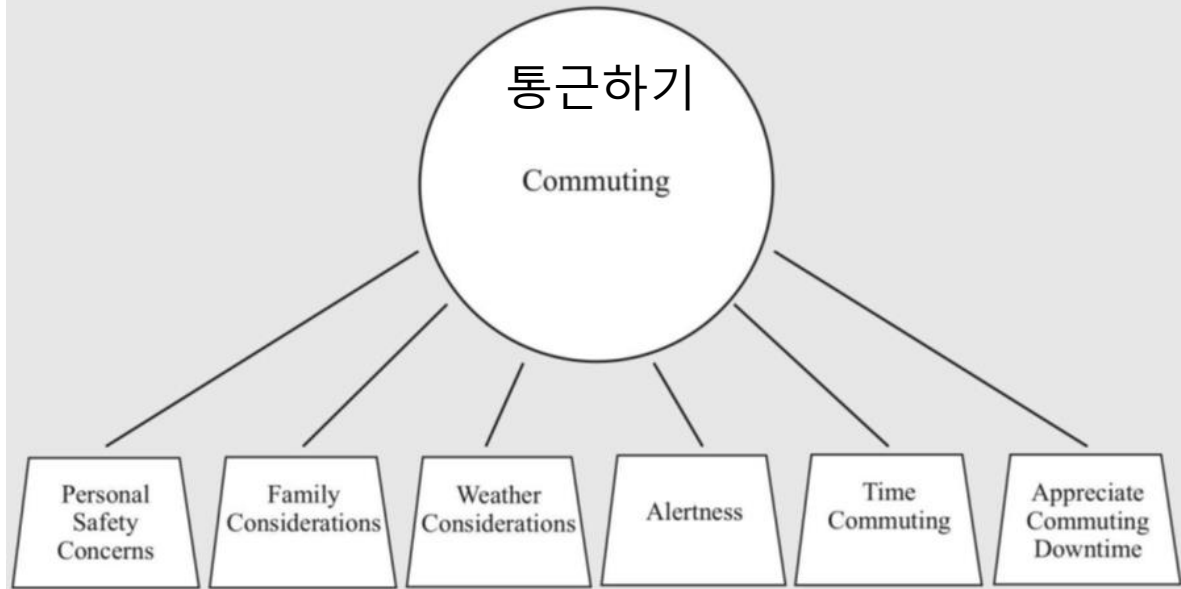 통근하기
Commuting
Personal
Safety
Concerns
Family
Considerations
Weather
Considerations
Alertness
Time
Commuting
Appreciate
Commuting
Downtime